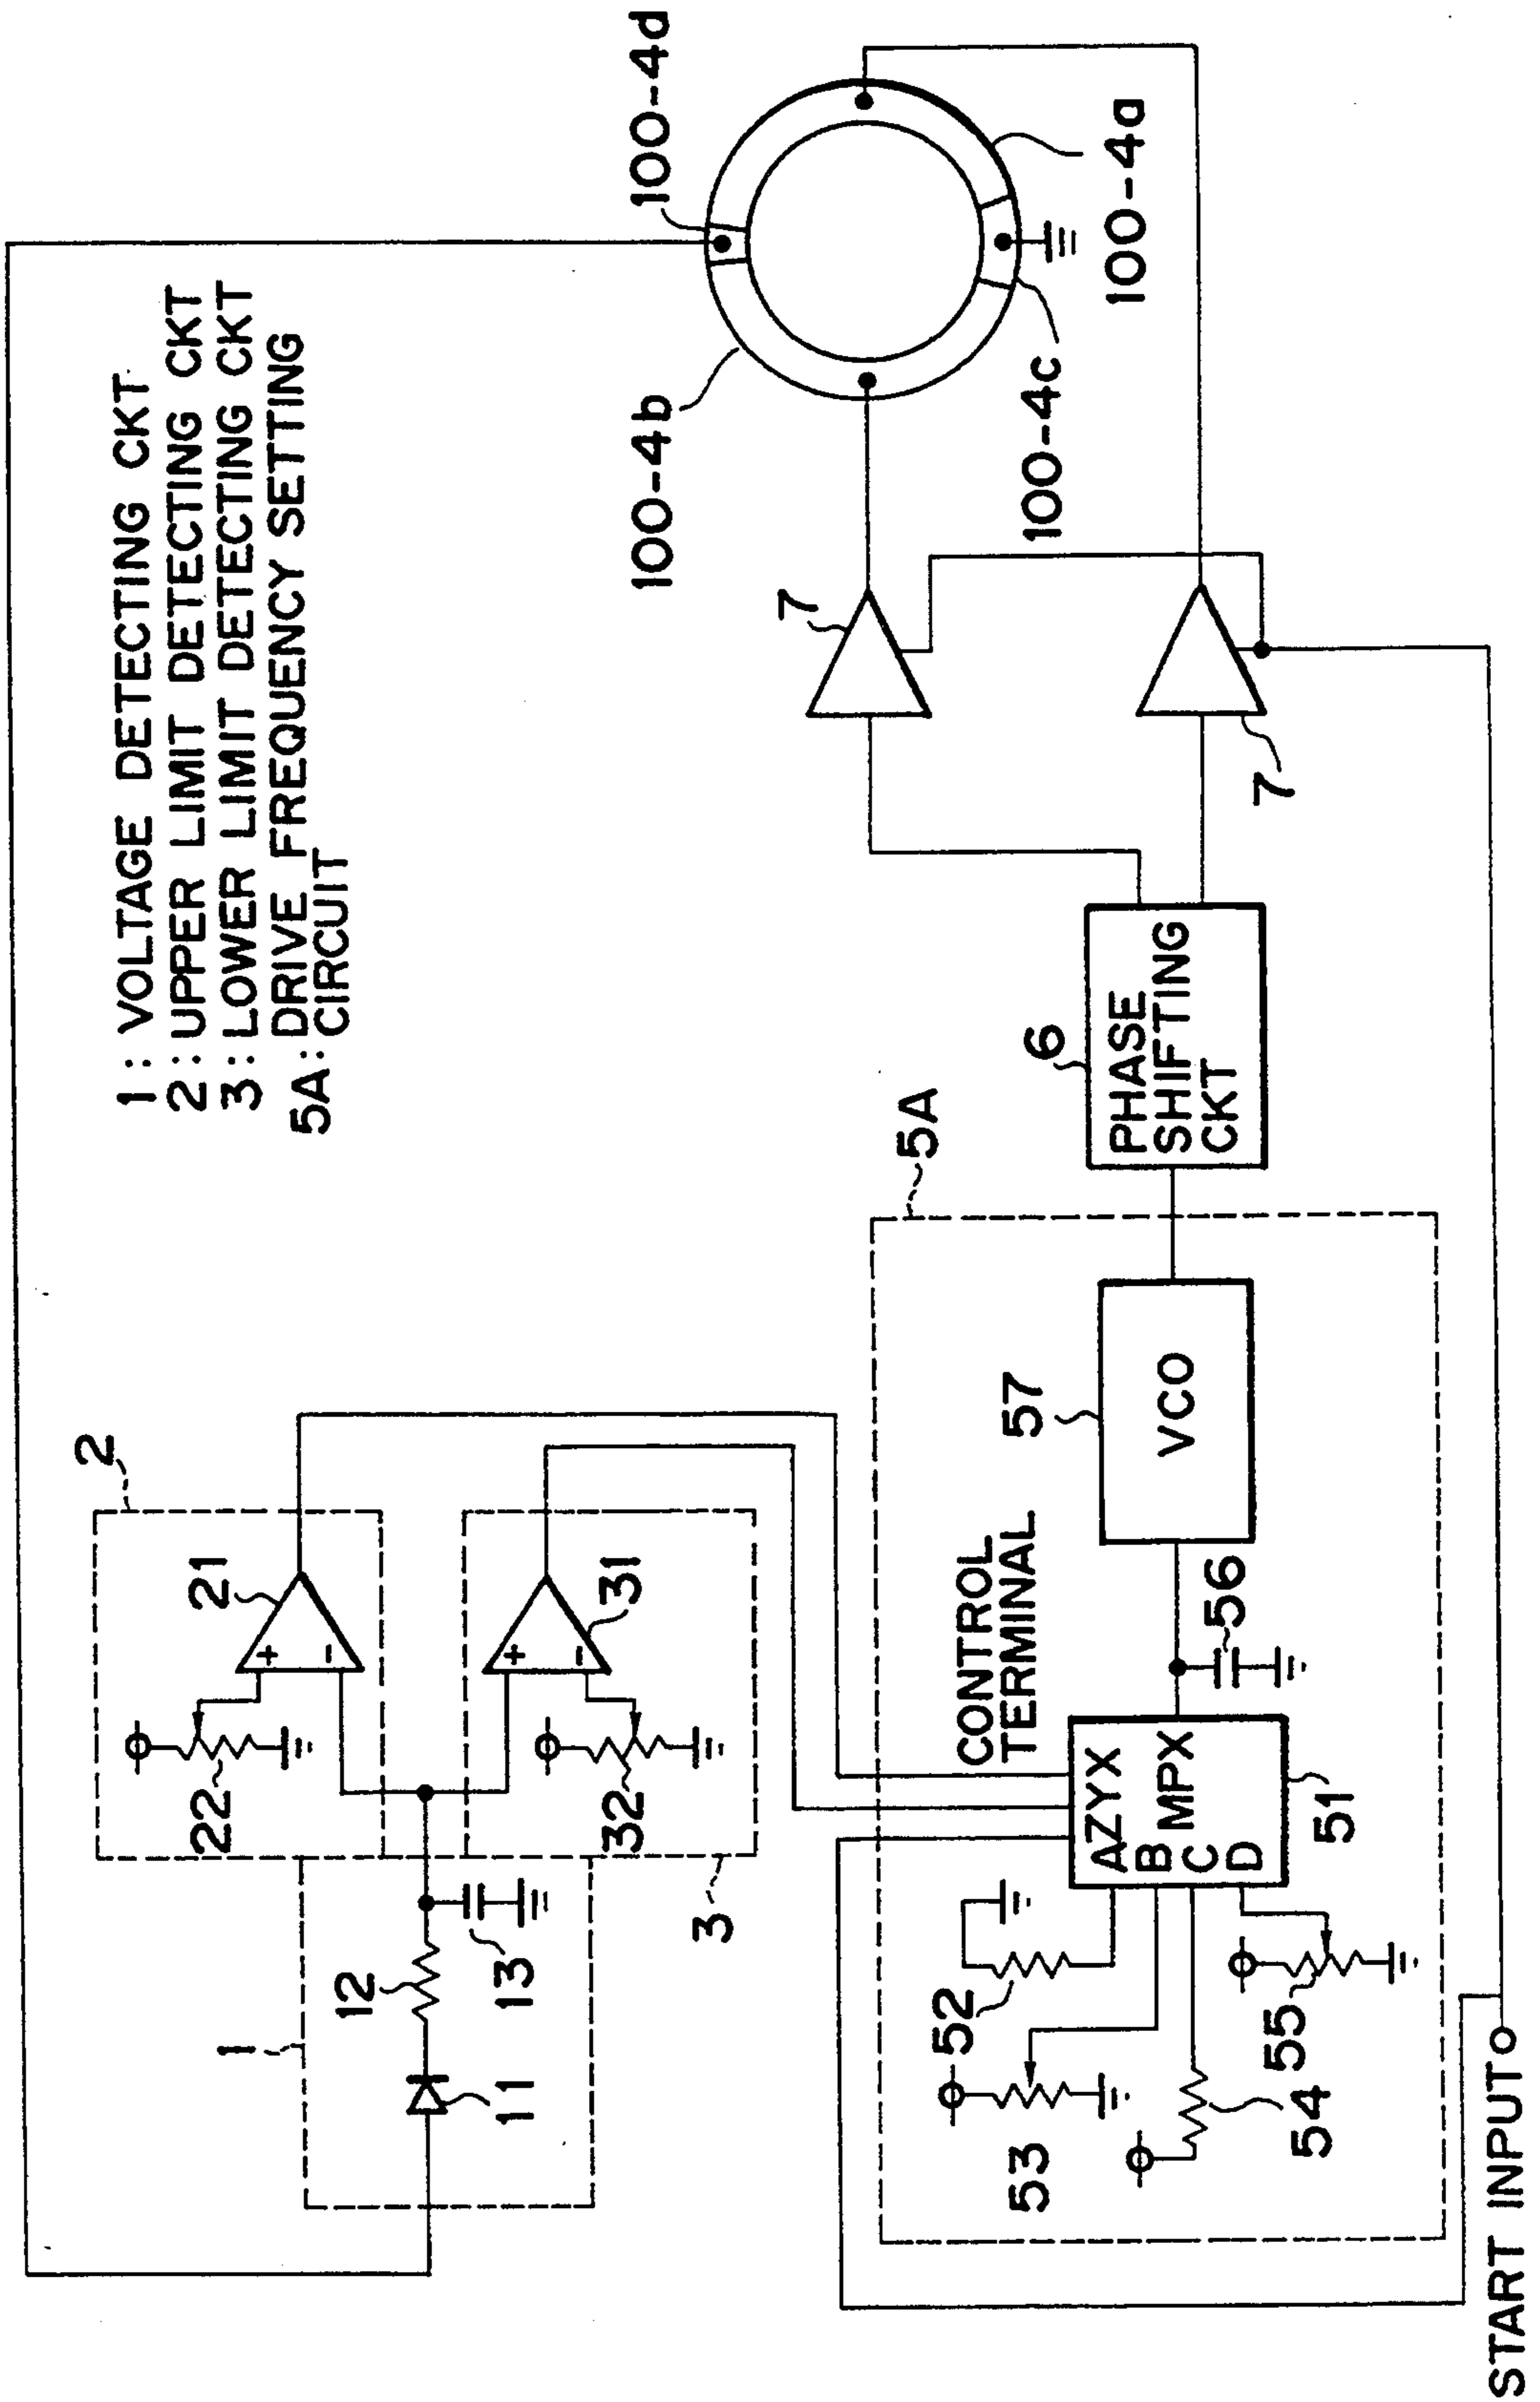 1: VOLTAGE DETECTING CKT
2: UPPER LIMIT DETECTING CKT
3: LOWER LIMIT DETECTING CKT
5A: DRIVE FREQUENCY SETTING
CIRCUIT
2
21
+
-
22
31
+
-
32
3
1
12
13
11
100-4d
100-4b
100-4c
100-4a
7
7
6
PHASE
SHIFTING
CKT
5A
57
VCO
CONTROL
TERMINAL
56
AZYX
B MPX
C
D
51
52
53
54
55
START INPUT